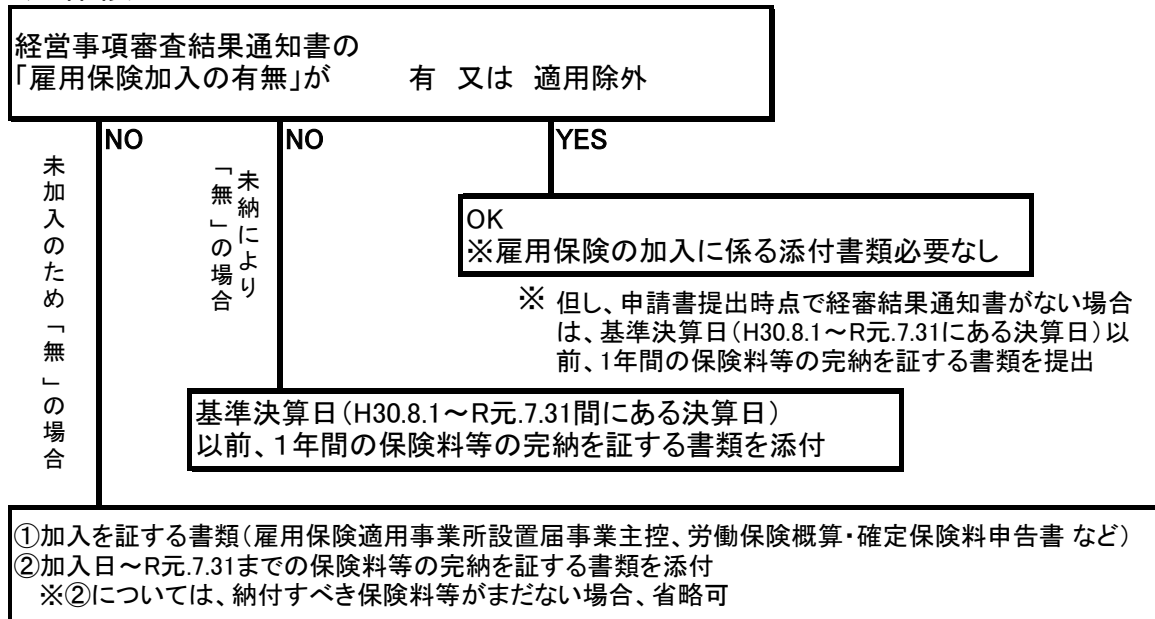 経営事項審査結果通知書の
「雇用保険加入の有無」が　　有　又は　適用除外
NO
NO
YES
未加入のため「無」の場合
未納により
「無」の場合
OK
※雇用保険の加入に係る添付書類必要なし
※ 但し、申請書提出時点で経審結果通知書がない場合
は、基準決算日（H30.8.1～R元.7.31にある決算日）以
前、1年間の保険料等の完納を証する書類を提出
基準決算日（H30.8.1～R元.7.31間にある決算日）
以前、１年間の保険料等の完納を証する書類を添付
①加入を証する書類（雇用保険適用事業所設置届事業主控、労働保険概算・確定保険料申告書 など）
②加入日～R元.7.31までの保険料等の完納を証する書類を添付
※②については、納付すべき保険料等がまだない場合、省略可